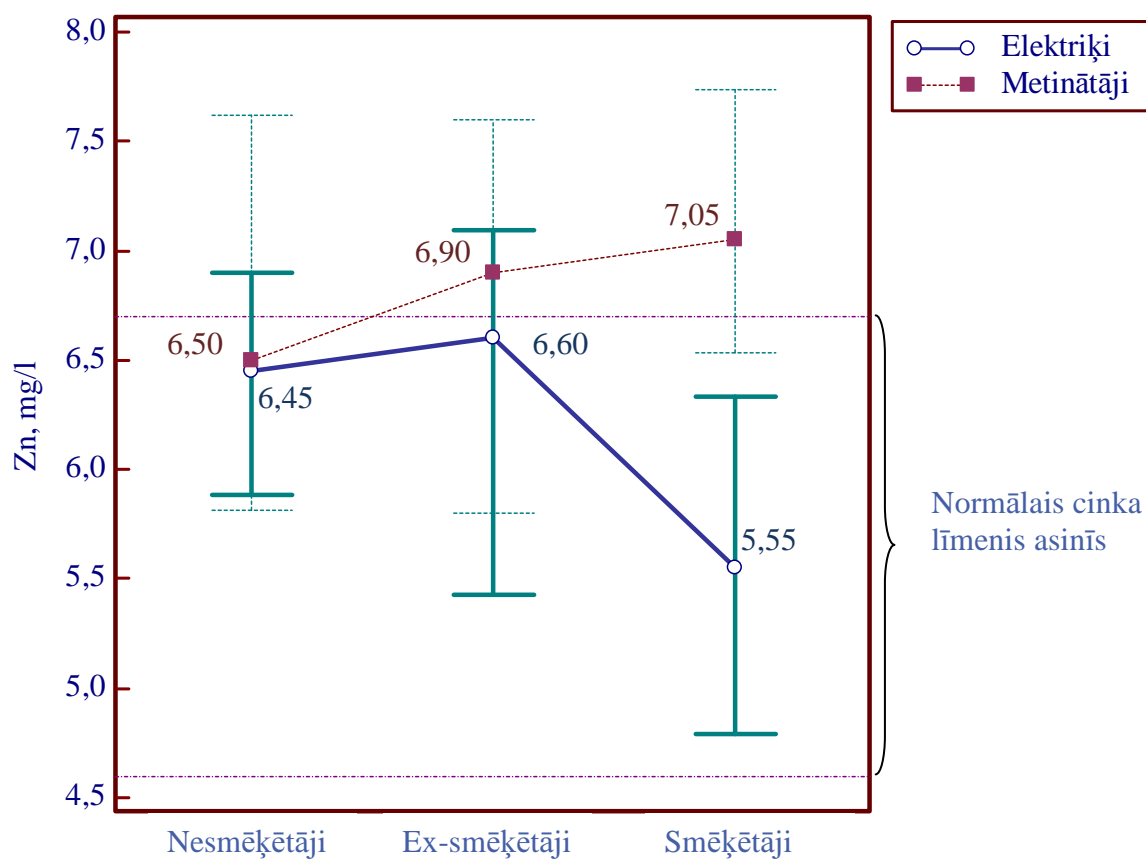 8,0
7,5
7,0
6,5
6,0
5,5
5,0
4,5
Zn, mg/l
6,50
6,45
6,90
6,60
7,05
5,55
Nesmēķētāji
Ex-smēķētāji
Smēķētāji
Elektriķi
Metinātāji
Normālais cinka
līmenis asinīs